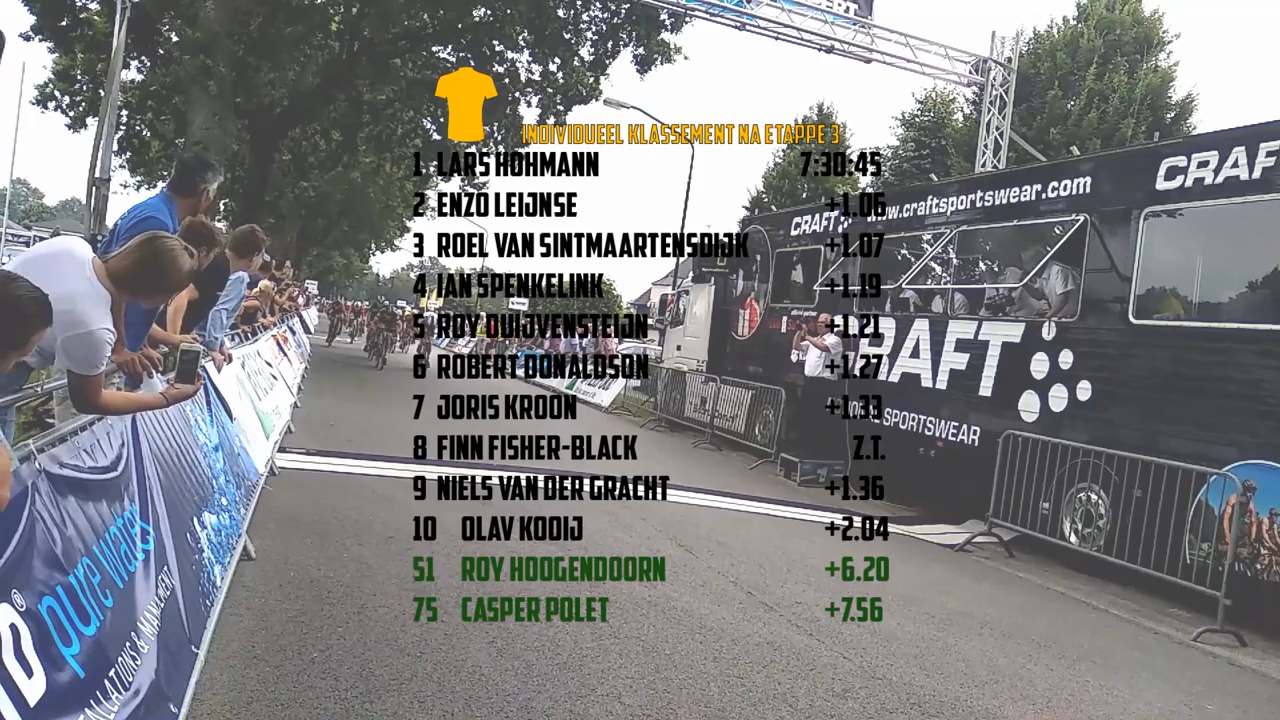 INDIVIDUEEL KLASSEMENT NA ETAPPE 3
1 LARS HOHMANN 7:30:45
2 ENZO LEIJNSE +1.06
3 ROEL VAN SINTMAARTENSDIJK +1.07
4 IAN SPENKELINK +1.19
5 ROY DUIJVENSTEIJN +1.21
6 ROBERT DONALDSON +1.27
7 JORIS KROON +1.33
8 FINN FISHER-BLACK Z.T.
9 NIELS VAN DER GRACHT +1.36
10 OLAV KOOIJ +2.04
51 ROY HOOGENDOORN +6.20
75 CASPER POLET +7.56
CRAFT www.craftsportswear.com
CRAF
CRAFT
SPORTSWEAR
pure water
& MANAGEMENT